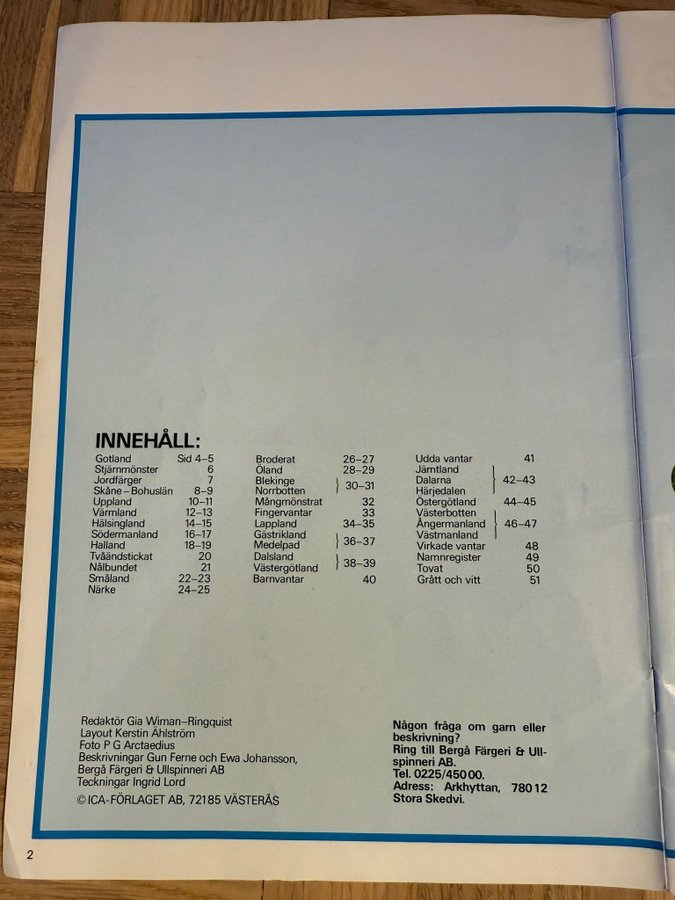 INNEHÅLL:
Gotland Sid 4–5
Stjärnmönster 6
Jordfärger 7
Skåne–Bohuslän 8–9
Uppland 10–11
Värmland 12–13
Hälsingland 14–15
Södermanland 16–17
Halland 18–19
Tvåändstickat 20
Nålbundet 21
Småland 22–23
Närke 24–25
Broderat 26–27
Öland 28–29
Blekinge
Norrbotten } 30–31
Mångmönstrat 32
Fingervantar 33
Lappland 34–35
Gästrikland
Medelpad } 36–37
Dalsland
Västergötland } 38–39
Barnvantar 40
Udda vantar 41
Jämtland
Dalarna } 42–43
Härjedalen
Östergötland 44–45
Västerbotten
Ångermanland } 46–47
Västmanland
Virkade vantar 48
Namnregister 49
Tovat 50
Grått och vitt 51
Redaktör Gia Wiman–Ringquist
Layout Kerstin Åhlström
Foto P G Arctaedius
Beskrivningar Gun Ferne och Ewa Johansson,
Bergå Färgeri & Ullspinneri AB
Teckningar Ingrid Lord
© ICA-FÖRLAGET AB, 72185 VÄSTERÅS
Någon fråga om garn eller
beskrivning?
Ring till Bergå Färgeri & Ull-
spinneri AB.
Tel. 0225/450 00.
Adress: Arkhyttan, 780 12
Stora Skedvi.
2